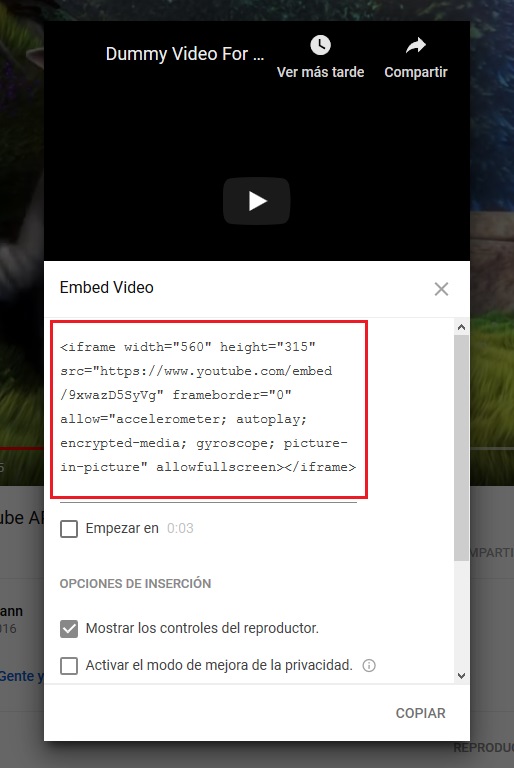 Dummy Video For ...
Ver más tarde
Compartir
Embed Video
<iframe width="560" height="315"
src="https://www.youtube.com/embed
/9xwazD5SyVg" frameborder="0"
allow="accelerometer; autoplay;
encrypted-media; gyroscope; picture-
in-picture" allowfullscreen></iframe>
5
ube AP
Empezar en 0:03
MPARTI
OPCIONES DE INSERCIÓN
ann
016
Mostrar los controles del reproductor.
Activar el modo de mejora de la privacidad.
Gente y
COPIAR
REPRODUC